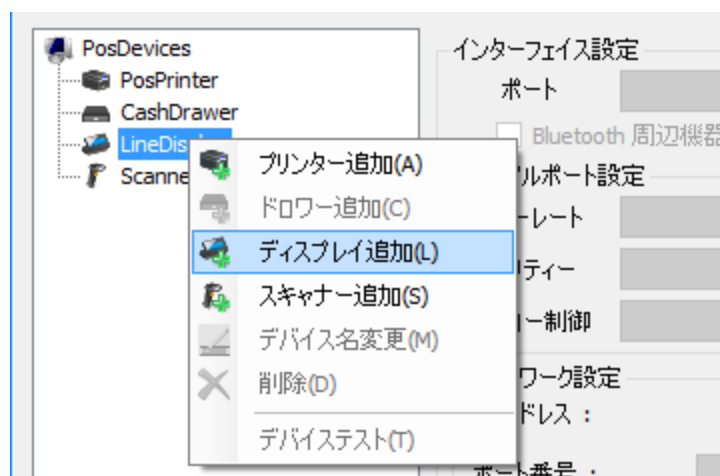 PosDevices
PosPrinter
CashDrawer
LineDis
Scanne
プリンター追加(A)
ドロワー追加(C)
ディスプレイ追加(L)
スキャナー追加(S)
デバイス名変更(M)
削除(D)
デバイステスト(T)
インターフェイス設定
ポート
Bluetooth 周辺機器
ルポート設定
ーレート
ティー
ー制御
ワーク設定
ドレス :
ポート番号 :